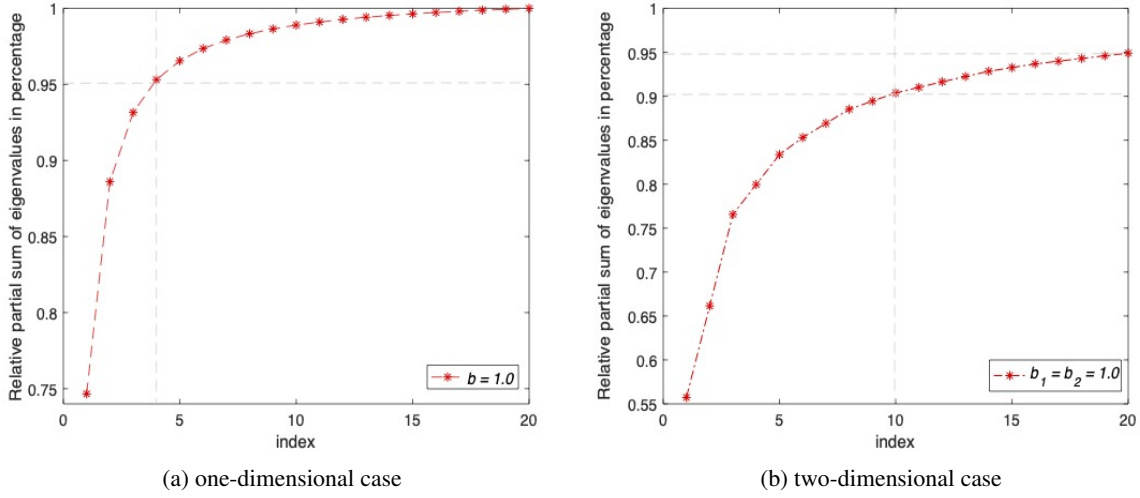 Relative partial sum of eigenvalues in percentage
1
0.95
0.9
0.85
0.8
0.75
0 5 10 15 20
index
b = 1.0
(a) one-dimensional case
Relative partial sum of eigenvalues in percentage
1
0.95
0.9
0.85
0.8
0.75
0.7
0.65
0.6
0.55
0 5 10 15 20
index
b1 = b2 = 1.0
(b) two-dimensional case